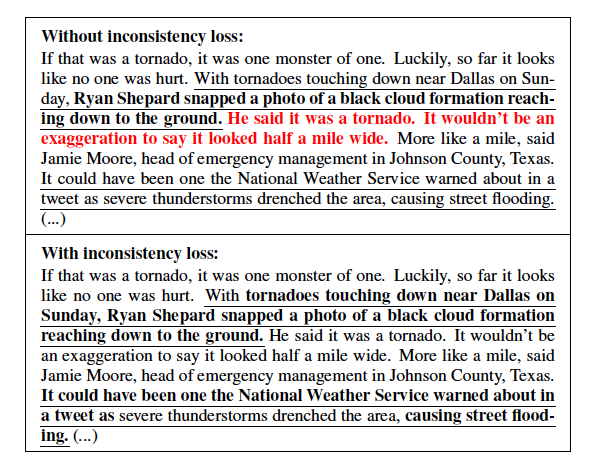 Without inconsistency loss:
If that was a tornado, it was one monster of one. Luckily, so far it looks
like no one was hurt. With tornadoes touching down near Dallas on Sun-
day, Ryan Shepard snapped a photo of a black cloud formation reach-
ing down to the ground. He said it was a tornado. It wouldn't be an
exaggeration to say it looked half a mile wide. More like a mile, said
Jamie Moore, head of emergency management in Johnson County, Texas.
It could have been one the National Weather Service warned about in a
tweet as severe thunderstorms drenched the area, causing street flooding.
(...)
With inconsistency loss:
If that was a tornado, it was one monster of one. Luckily, so far it looks
like no one was hurt. With tornadoes touching down near Dallas on
Sunday, Ryan Shepard snapped a photo of a black cloud formation
reaching down to the ground. He said it was a tornado. It wouldn't be
an exaggeration to say it looked half a mile wide. More like a mile, said
Jamie Moore, head of emergency management in Johnson County, Texas.
It could have been one the National Weather Service warned about in
a tweet as severe thunderstorms drenched the area, causing street flood-
ing. (...)